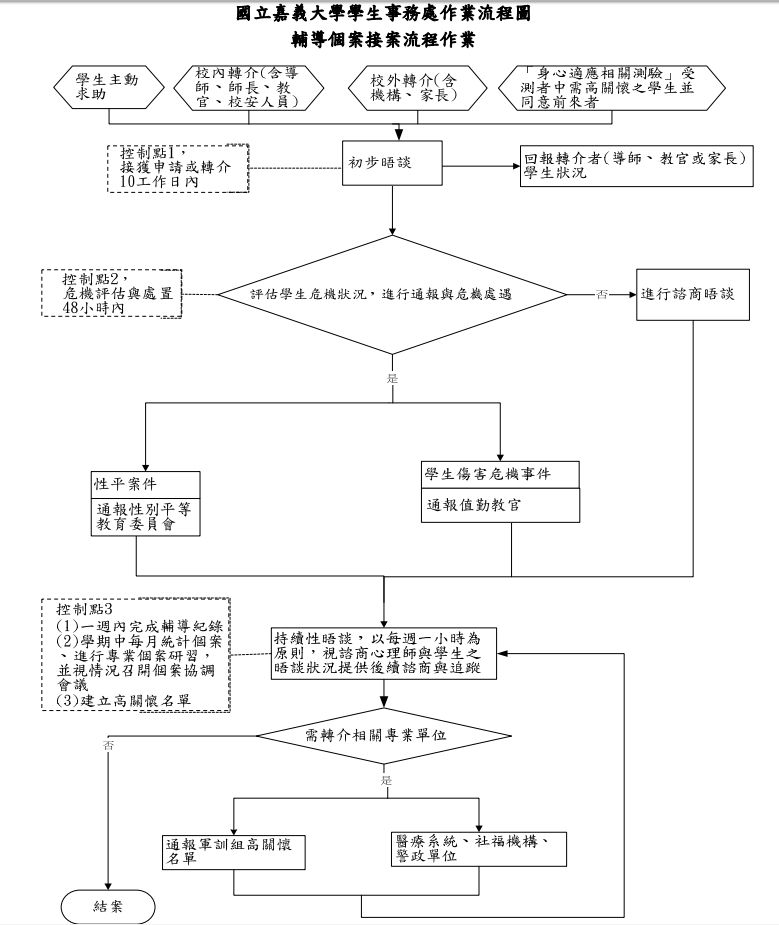 國立嘉義大學學生事務處作業流程圖
輔導個案接案流程作業
學生主動
求助
校內轉介(含導
師、師長、教
官、校安人員)
校外轉介(含
機構、家長)
「身心適應相關測驗」受
測者中需高關懷之學生並
同意前來者
控制點1，
接獲申請或轉介
10工作日內
初步晤談
回報轉介者(導師、教官或家長)
學生狀況
控制點2，
危機評估與處置
48小時內
評估學生危機狀況，進行通報與危機處遇
否
進行諮商晤談
是
性平案件
通報性別平等
教育委員會
學生傷害危機事件
通報值勤教官
控制點3
(1)一週內完成輔導紀錄
(2)學期中每月統計個案
、進行專業個案研習，
並視情況召開個案協調
會議
(3)建立高關懷名單
持續性晤談，以每週一小時為
原則，視諮商心理師與學生之
晤談狀況提供後續諮商與追蹤
需轉介相關專業單位
否
是
通報軍訓組高關懷
名單
醫療系統、社福機構、
警政單位
結案